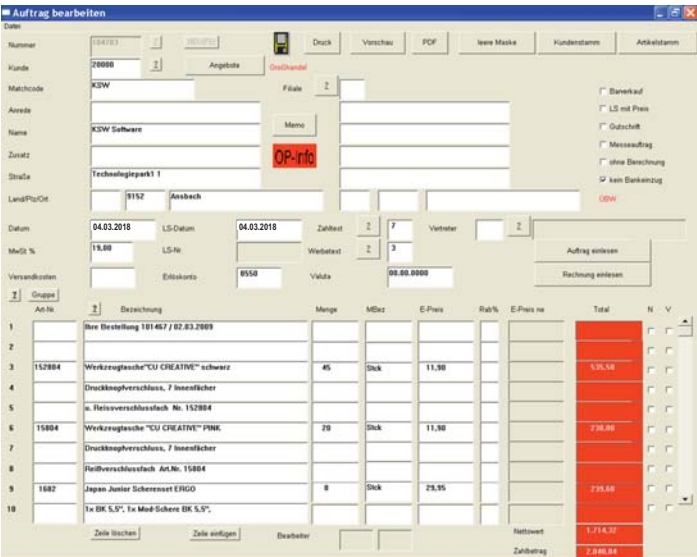 Auftrag bearbeiten
Datei
Nummer 104703 ? Druck Vorschau PDF leere Maske Kundenstamm Artikelstamm
Kunde 20000 ? Angebote Großhandel
Matchcode KSW Filiale ? Barverkauf
Anrede LS mit Preis
Name KSW Software Memo Gutschrift
Messeauftrag
Zusatz OP-Info ohne Berechnung
Straße Technologiepark1 1 kein Bankeinzug
Land/Plz/Ort 9152 Ansbach OBW
Datum 04.03.2018 LS-Datum 04.03.2018 Zahltext ? 7 Vertreter ?
MwSt % 19,00 LS-Nr Werbetext ? 3 Auftrag einlesen
Versandkosten Erlöskonto 0550 Valuta 00.00.0000 Rechnung einlesen
? Gruppe
Art-Nr. ? Bezeichnung Menge MBez E-Preis Rab% E-Preis ne Total N V
1 Ihre Bestellung 101467 / 02.03.2009
2
3 152804 Werkzeugtasche"CU CREATIVE" schwarz 45 Stck 11,90 535,50
4 Druckknopfverschluss, 7 Innenfächer
5 u. Reissverschlussfach Nr. 152804
6 15804 Werkzeugtasche "CU CREATIVE" PINK 20 Stck 11,90 238,00
7 Druckknopfverschluss, 7 Innenfächer
8 Reißverschlussfach Art.Nr. 15804
9 1682 Japan Junior Scherenset ERGO 8 Stck 29,95 239,60
10 1x BK 5,5", 1x Mod-Schere BK 5,5",
Zeile löschen Zeile einfügen Bearbeiter Nettowert 1.714,32
Zahlbetrag 2.040,04